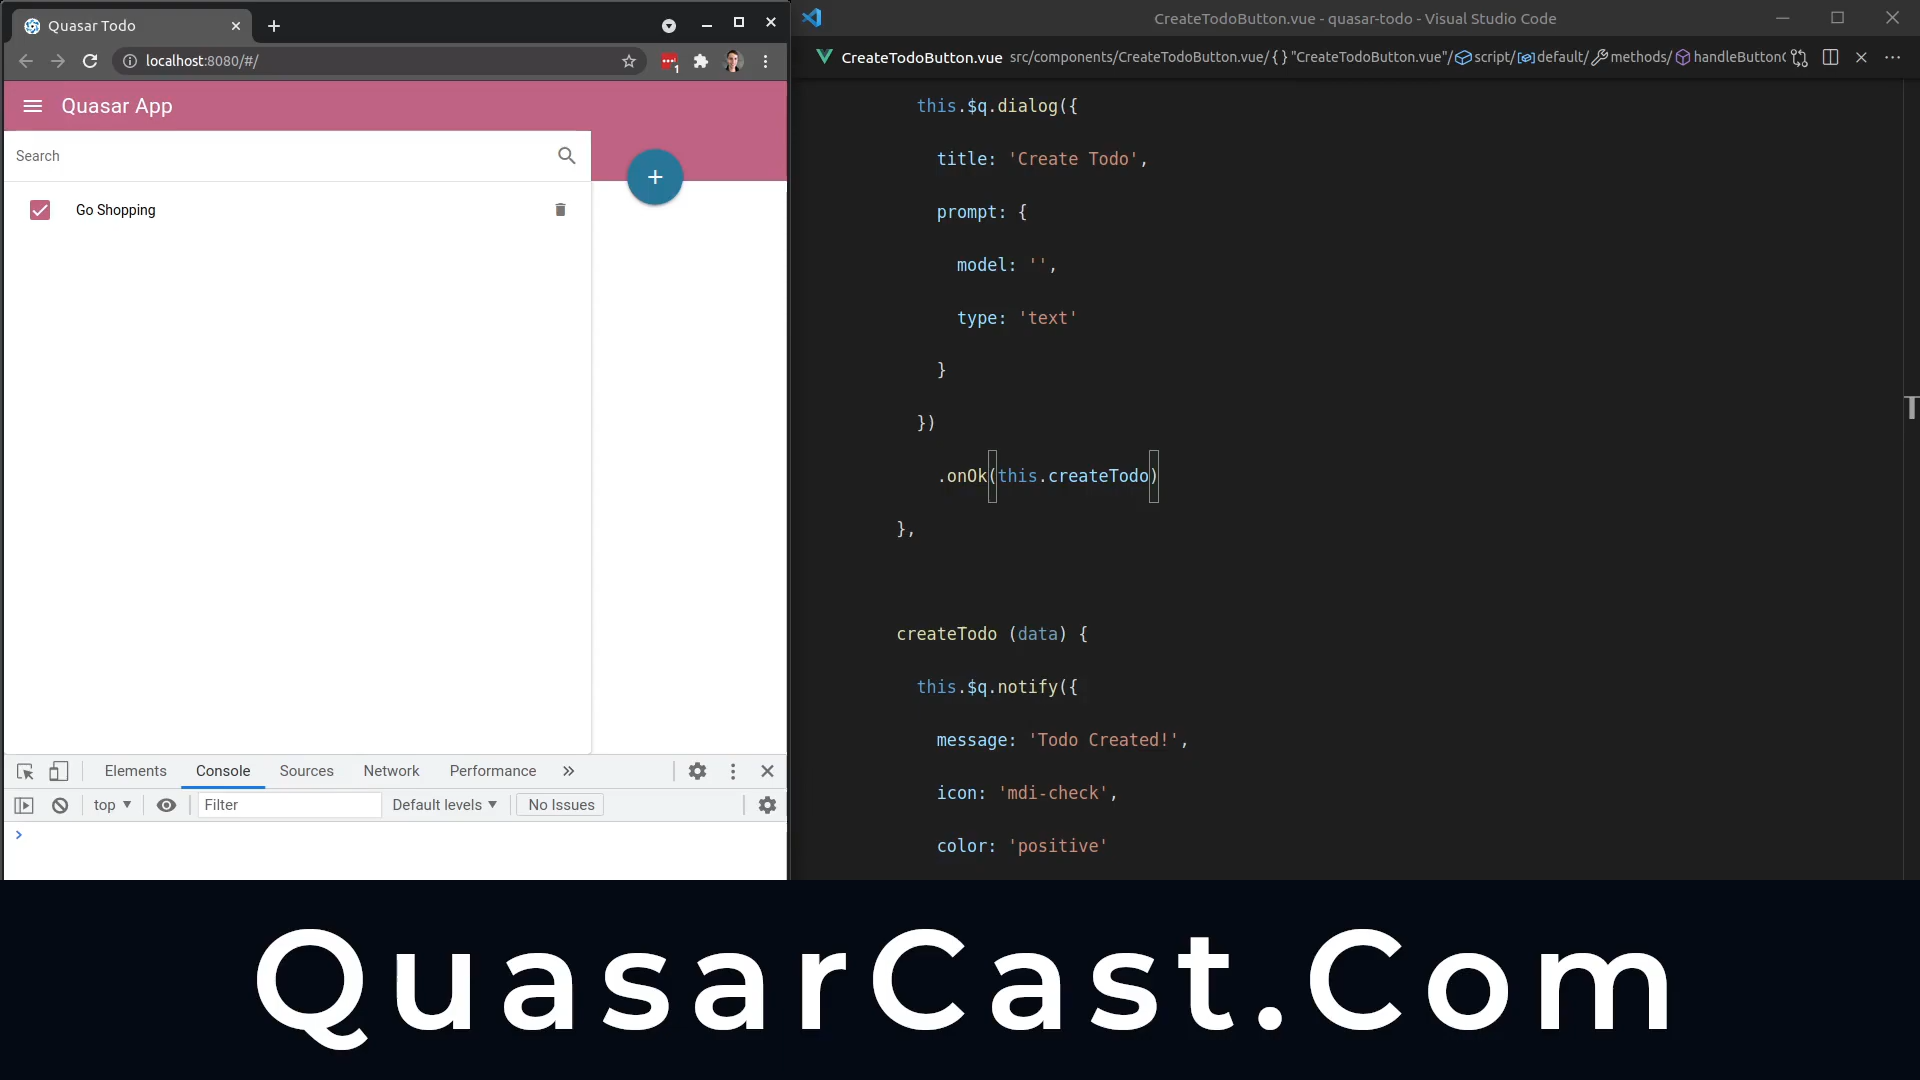 Quasar Todo
localhost:8080/#/
1
Quasar App
Search
Go Shopping
Elements Console Sources Network Performance
top Filter Default levels No Issues
CreateTodoButton.vue - quasar-todo - Visual Studio Code
CreateTodoButton.vue src/components/CreateTodoButton.vue/ { } "CreateTodoButton.vue"/ script/ default/ methods/ handleButton
this.$q.dialog({
title: 'Create Todo',
prompt: {
model: '',
type: 'text'
}
})
.onOk(this.createTodo)
},
createTodo (data) {
this.$q.notify({
message: 'Todo Created!',
icon: 'mdi-check',
color: 'positive'
T
QuasarCast.Com